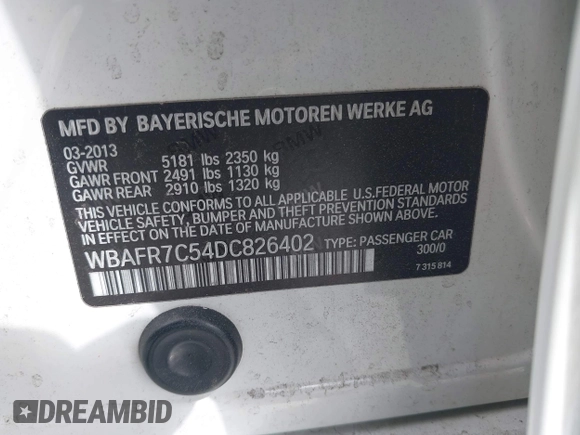 MFD BY BAYERISCHE MOTOREN WERKE AG
03-2013
GVWR 5181 lbs 2350 kg
GAWR FRONT 2491 lbs 1130 kg
GAWR REAR 2910 lbs 1320 kg
THIS VEHICLE CONFORMS TO ALL APPLICABLE U.S.FEDERAL MOTOR
VEHICLE SAFETY, BUMPER AND THEFT PREVENTION STANDARDS
IN EFFECT ON THE DATE OF MANUFACTURE SHOWN ABOVE.
WBAFR7C54DC826402 TYPE: PASSENGER CAR
300/0
7 315 814
BMW
DREAMBID